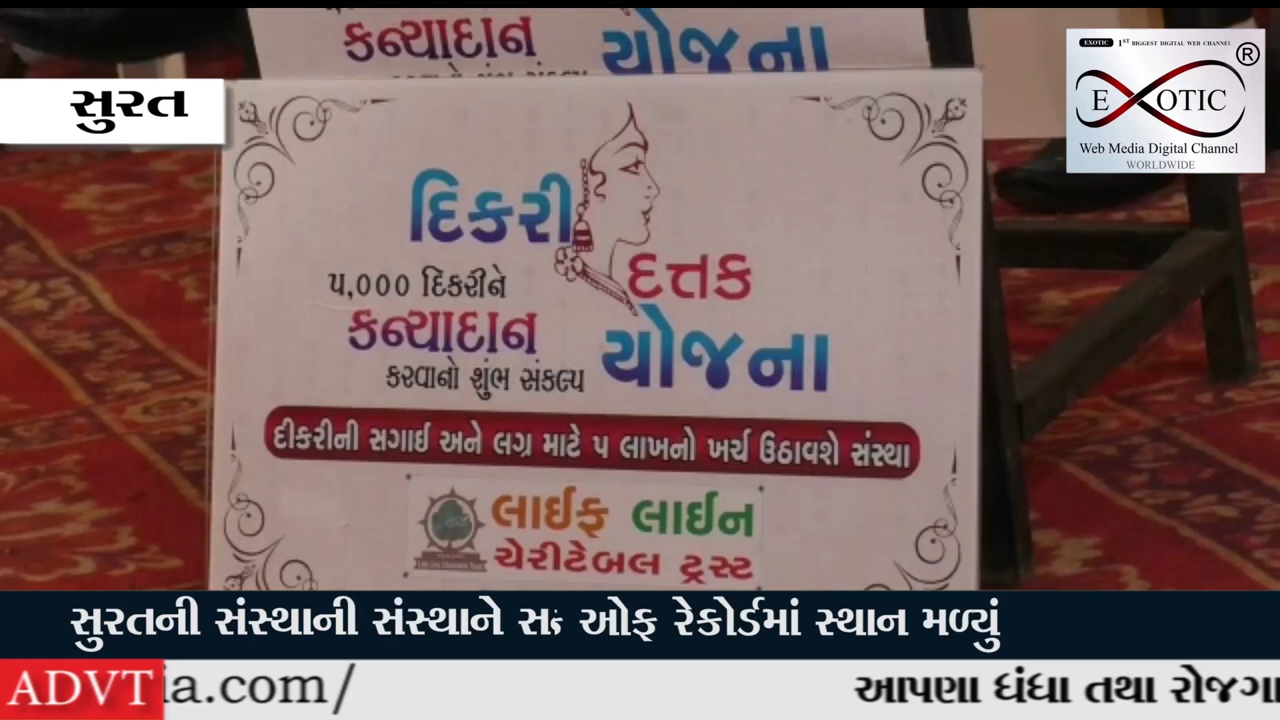 કન્યાદાન યોજના
EXOTIC 1ST BIGGEST DIGITAL WEB CHANNEL
EXOTIC ®
Web Media Digital Channel
WORLDWIDE
સુરત
દિકરી
દત્તક
૫,૦૦૦ દિકરીને
કન્યાદાન
યોજના
કરવાનો શુંભ સંકલ્પ
દીકરીની સગાઈ અને લગ્ર માટે ૫ લાખનો ખર્ચ ઉઠાવશે સંસ્થા
લાઈફ લાઈન
ચેરીટેબલ ટ્રસ્ટ
સુરતની સંસ્થાની સંસ્થાને ઓફ રેકોર્ડમાં સ્થાન મળ્યું
ADVT ia.com/ આપણા ધંધા તથા રોજગા